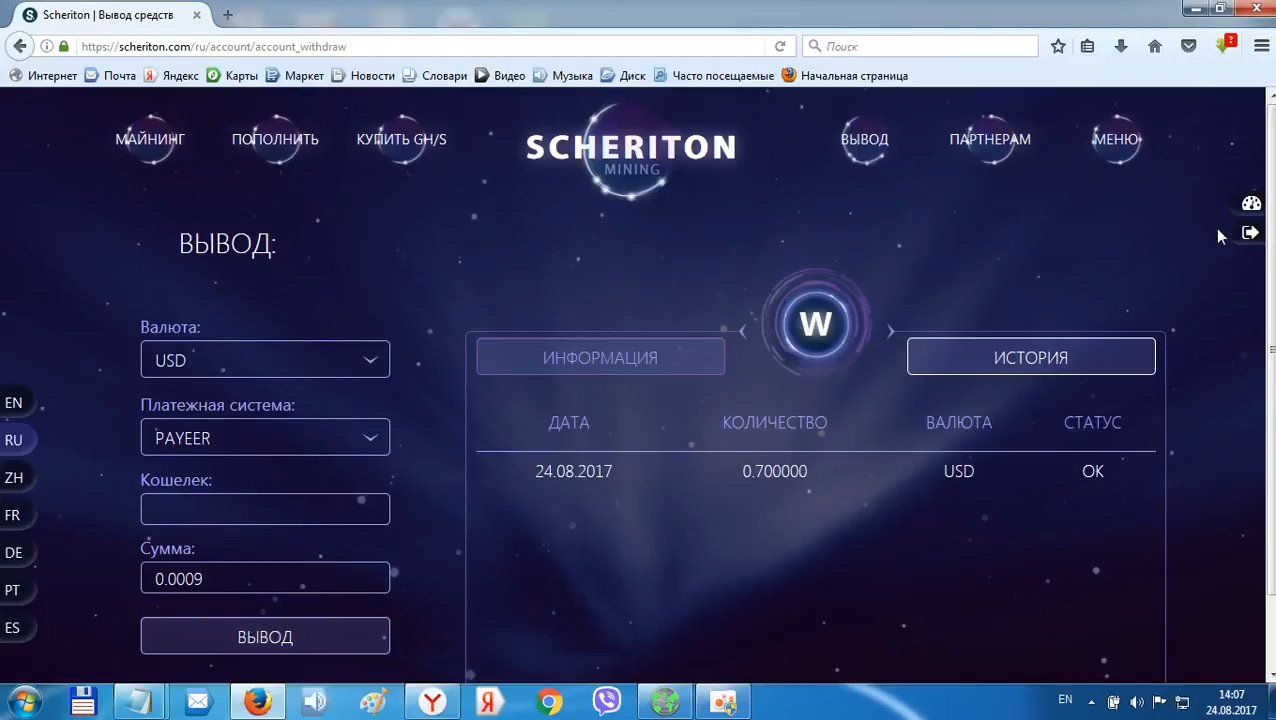 Scheriton | Вывод средств
https://scheriton.com/ru/account/account_withdraw
Поиск
?
Интернет Почта Яндекс Карты Маркет Новости Словари Видео Музыка Диск Часто посещаемые Начальная страница
МАЙНИНГ ПОПОЛНИТЬ КУПИТЬ GH/S
SCHERITON
MINING
ВЫВОД ПАРТНЕРАМ МЕНЮ
ВЫВОД:
Валюта:
USD
Платежная система:
PAYEER
Кошелек:
Сумма:
0.0009
ВЫВОД
W
ИНФОРМАЦИЯ ИСТОРИЯ
ДАТА КОЛИЧЕСТВО ВАЛЮТА СТАТУС
24.08.2017 0.700000 USD OK
EN
RU
ZH
FR
DE
PT
ES
EN
14:07
24.08.2017